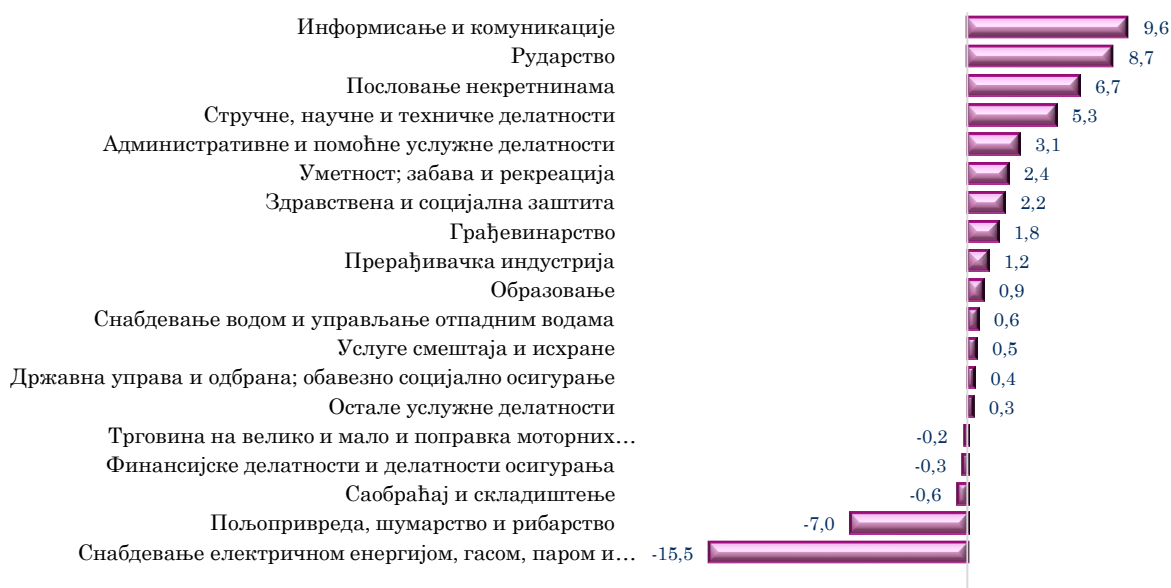 Информисање и комуникације 9,6
Рударство 8,7
Пословање некретнинама 6,7
Стручне, научне и техничке делатности 5,3
Административне и помоћне услужне делатности 3,1
Уметност; забава и рекреација 2,4
Здравствена и социјална заштита 2,2
Грађевинарство 1,8
Прерађивачка индустрија 1,2
Образовање 0,9
Снабдевање водом и управљање отпадним водама 0,6
Услуге смештаја и исхране 0,5
Државна управа и одбрана; обавезно социјално осигурање 0,4
Остале услужне делатности 0,3
Трговина на велико и мало и поправка моторних… -0,2
Финансијске делатности и делатности осигурања -0,3
Саобраћај и складиштење -0,6
Пољопривреда, шумарство и рибарство -7,0
Снабдевање електричном енергијом, гасом, паром и… -15,5